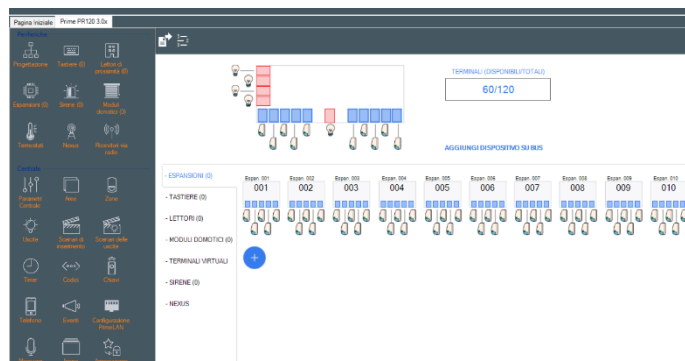 Pagina Iniziale
Prime PR120 3.0x
Periferiche
Progettazione
Tastiere (0)
Lettori di prossimità (0)
Espansioni (0)
Sirene (0)
Moduli domotici (0)
Termostati
Nexus
Ricevitori via radio
Centrale
Parametri Centrale
Aree
Zone
Uscite
Scenari di inserimento
Scenari delle uscite
Timer
Codici
Chiavi
Telefono
Eventi
Configurazione PrimeLAN
TERMINALI (DISPONIBILI/TOTALI)
60/120
AGGIUNGI DISPOSITIVO SU BUS
- ESPANSIONI (0)
- TASTIERE (0)
- LETTORI (0)
- MODULI DOMOTICI (0)
- TERMINALI VIRTUALI
- SIRENE (0)
- NEXUS
Espan. 001
Espan. 002
Espan. 003
Espan. 004
Espan. 005
Espan. 006
Espan. 007
Espan. 008
Espan. 009
Espan. 010
001
002
003
004
005
006
007
008
009
010